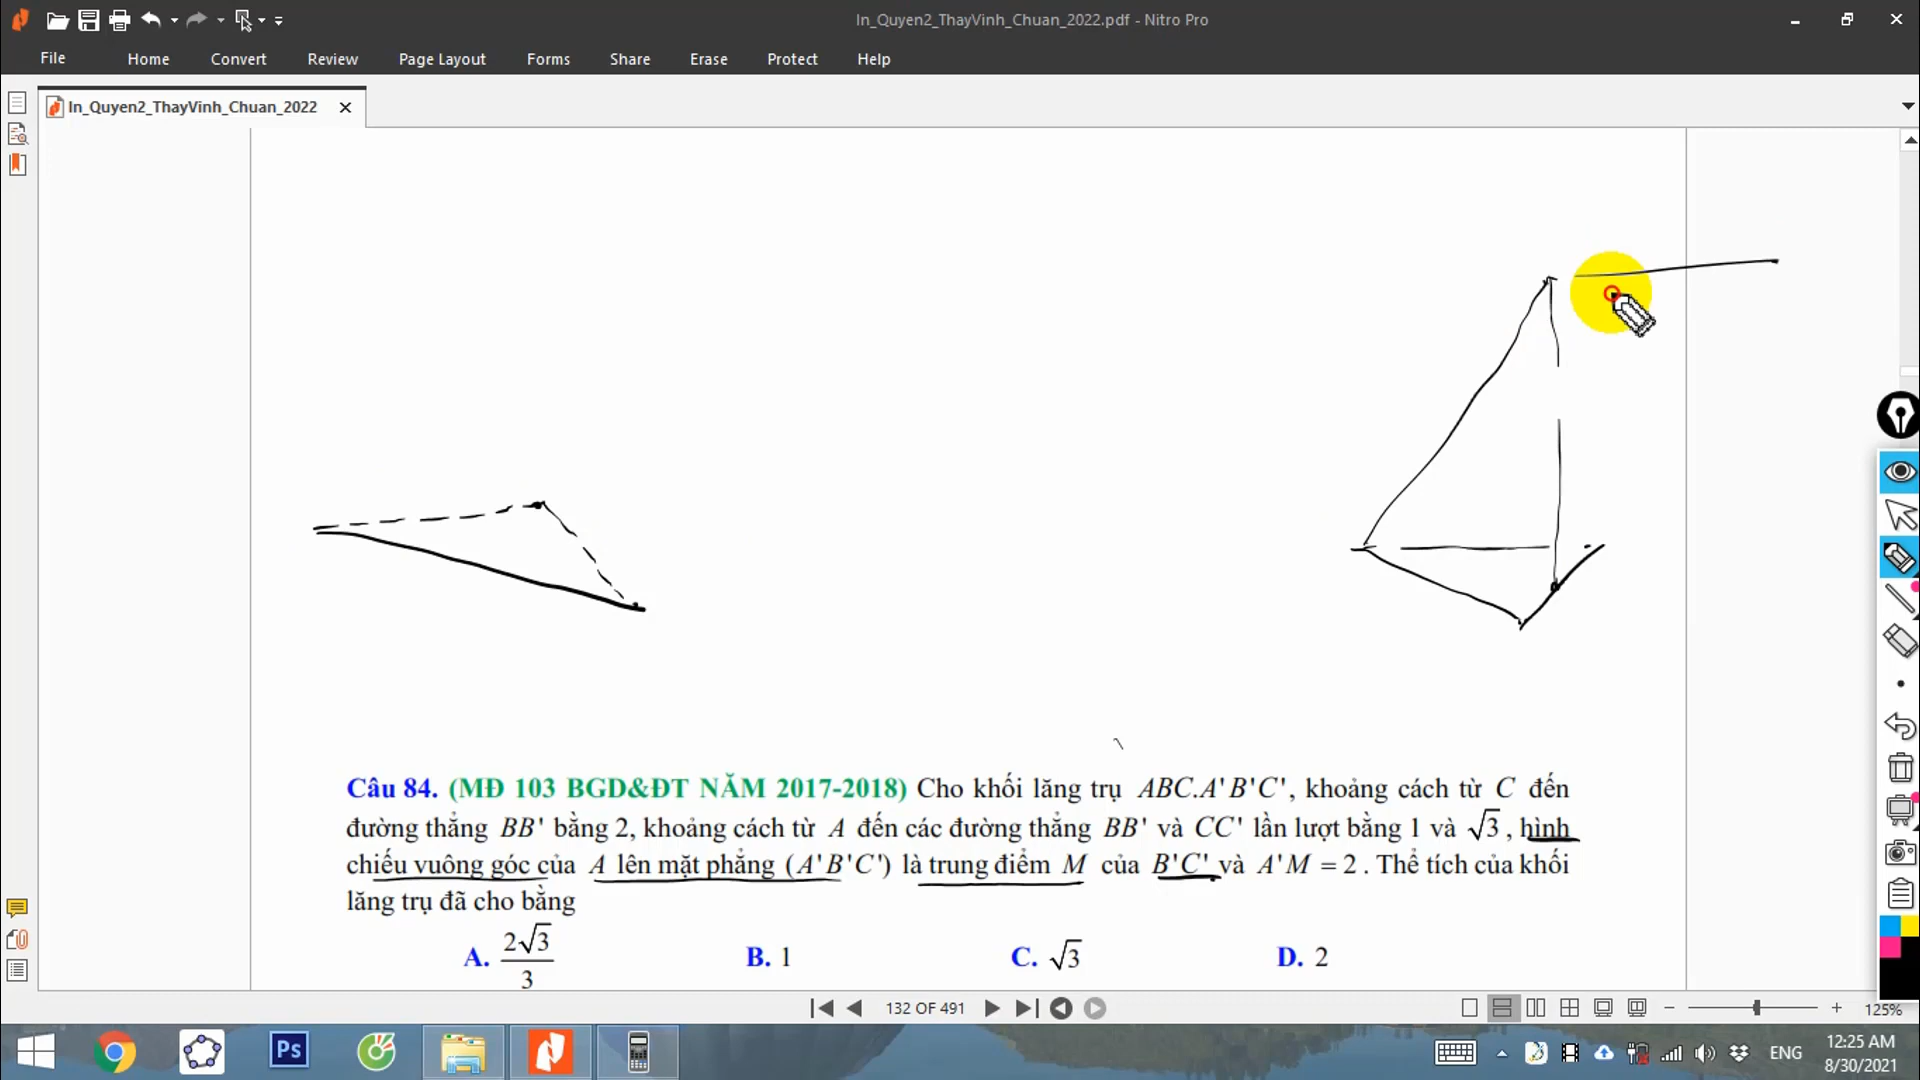 In_Quyen2_ThayVinh_Chuan_2022.pdf - Nitro Pro
File Home Convert Review Page Layout Forms Share Erase Protect Help
In_Quyen2_ThayVinh_Chuan_2022
Câu 84. (MĐ 103 BGD&ĐT NĂM 2017-2018) Cho khối lăng trụ ABC.A'B'C', khoảng cách từ C đến
đường thẳng BB' bằng 2, khoảng cách từ A đến các đường thẳng BB' và CC' lần lượt bằng 1 và √3, hình
chiếu vuông góc của A lên mặt phẳng (A'B'C') là trung điểm M của B'C' và A'M = 2. Thể tích của khối
lăng trụ đã cho bằng
A. 2√3/3 B. 1 C. √3 D. 2
132 OF 491
125%
Ps
ENG
12:25 AM
8/30/2021